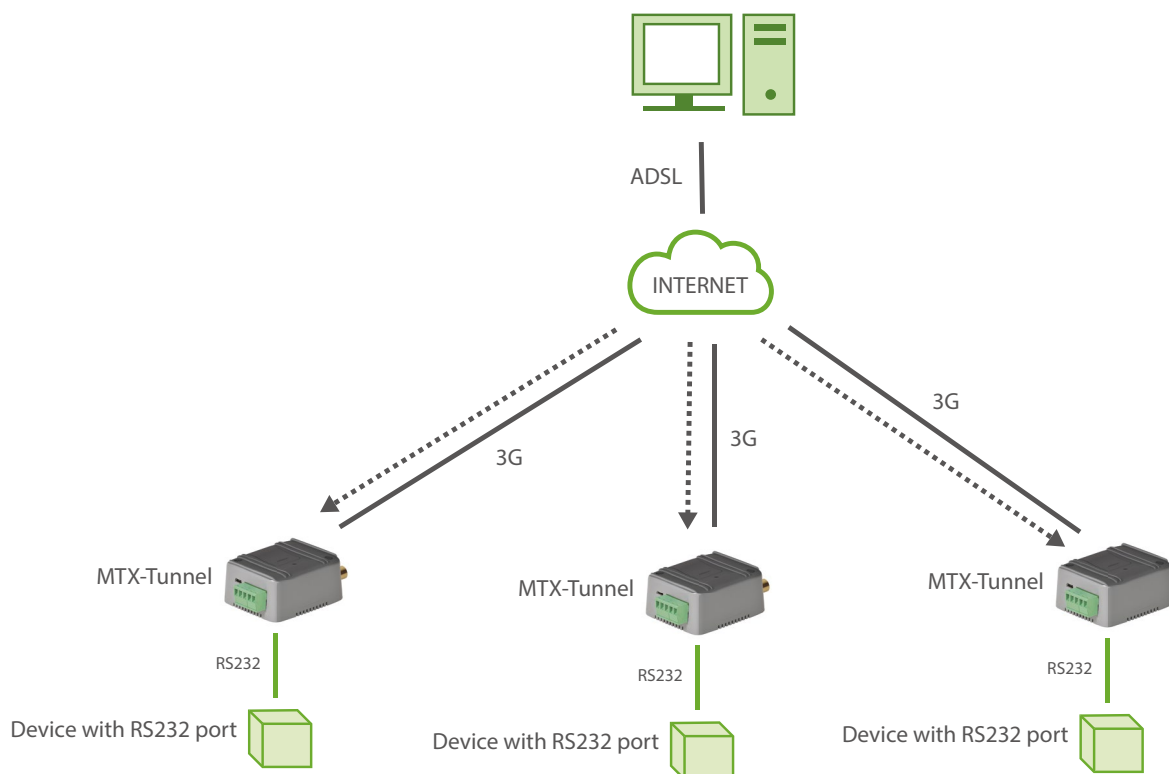 ADSL
INTERNET
3G
3G
3G
MTX-Tunnel
MTX-Tunnel
MTX-Tunnel
RS232
RS232
RS232
Device with RS232 port
Device with RS232 port
Device with RS232 port